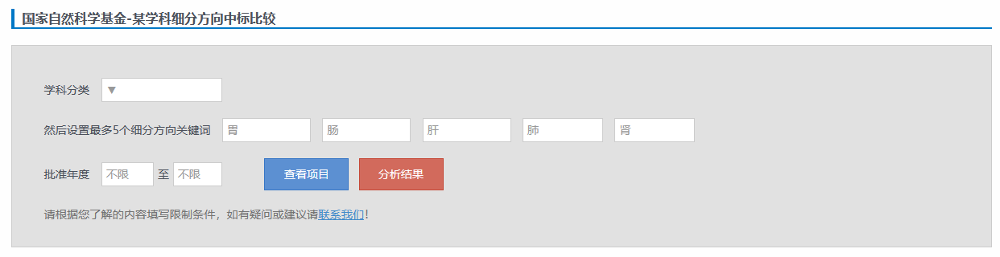 国家自然科学基金-某学科细分方向中标比较
学科分类 ▼
然后设置最多5个细分方向关键词 胃 肠 肝 肺 肾
批准年度 不限 至 不限 查看项目 分析结果
请根据您了解的内容填写限制条件，如有疑问或建议请联系我们！